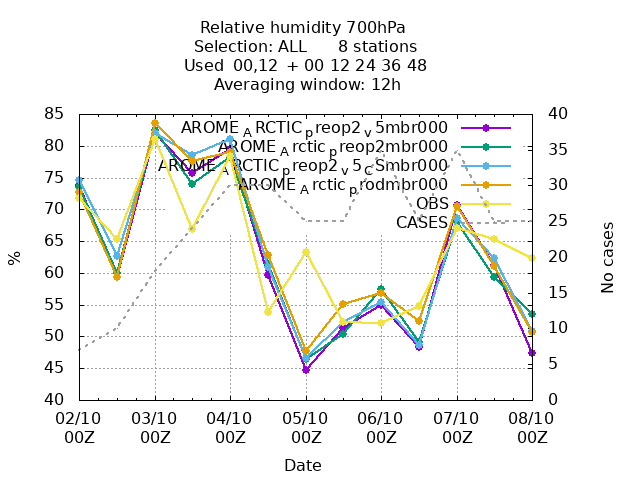 Relative humidity 700hPa
Selection: ALL 8 stations
Used 00,12 + 00 12 24 36 48
Averaging window: 12h
85
80
75
70
65
60
55
50
45
40
40
35
30
25
20
15
10
5
0
%
No cases
AROME_ARCTIC_preop2_v5mbr000
AROME_Arctic_preop2mbr000
AROME_ARCTIC_preop2_v5_CSmbr000
AROME_Arctic_prodmbr000
OBS
CASES
02/10 03/10 04/10 05/10 06/10 07/10 08/10
00Z 00Z 00Z 00Z 00Z 00Z 00Z
Date